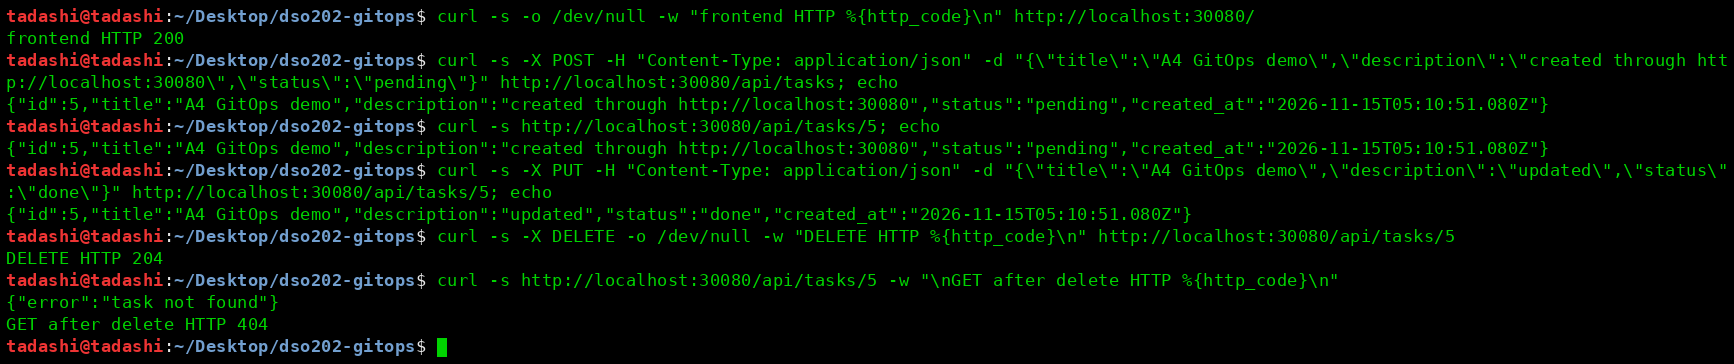 tadashi@tadashi:~/Desktop/dso202-gitops$ curl -s -o /dev/null -w "frontend HTTP %{http_code}\n" http://localhost:30080/
frontend HTTP 200
tadashi@tadashi:~/Desktop/dso202-gitops$ curl -s -X POST -H "Content-Type: application/json" -d "{\"title\":\"A4 GitOps demo\",\"description\":\"created through htt
p://localhost:30080\",\"status\":\"pending\"}" http://localhost:30080/api/tasks; echo
{"id":5,"title":"A4 GitOps demo","description":"created through http://localhost:30080","status":"pending","created_at":"2026-11-15T05:10:51.080Z"}
tadashi@tadashi:~/Desktop/dso202-gitops$ curl -s http://localhost:30080/api/tasks/5; echo
{"id":5,"title":"A4 GitOps demo","description":"created through http://localhost:30080","status":"pending","created_at":"2026-11-15T05:10:51.080Z"}
tadashi@tadashi:~/Desktop/dso202-gitops$ curl -s -X PUT -H "Content-Type: application/json" -d "{\"title\":\"A4 GitOps demo\",\"description\":\"updated\",\"status\"
:\"done\"}" http://localhost:30080/api/tasks/5; echo
{"id":5,"title":"A4 GitOps demo","description":"updated","status":"done","created_at":"2026-11-15T05:10:51.080Z"}
tadashi@tadashi:~/Desktop/dso202-gitops$ curl -s -X DELETE -o /dev/null -w "DELETE HTTP %{http_code}\n" http://localhost:30080/api/tasks/5
DELETE HTTP 204
tadashi@tadashi:~/Desktop/dso202-gitops$ curl -s http://localhost:30080/api/tasks/5 -w "\nGET after delete HTTP %{http_code}\n"
{"error":"task not found"}
GET after delete HTTP 404
tadashi@tadashi:~/Desktop/dso202-gitops$